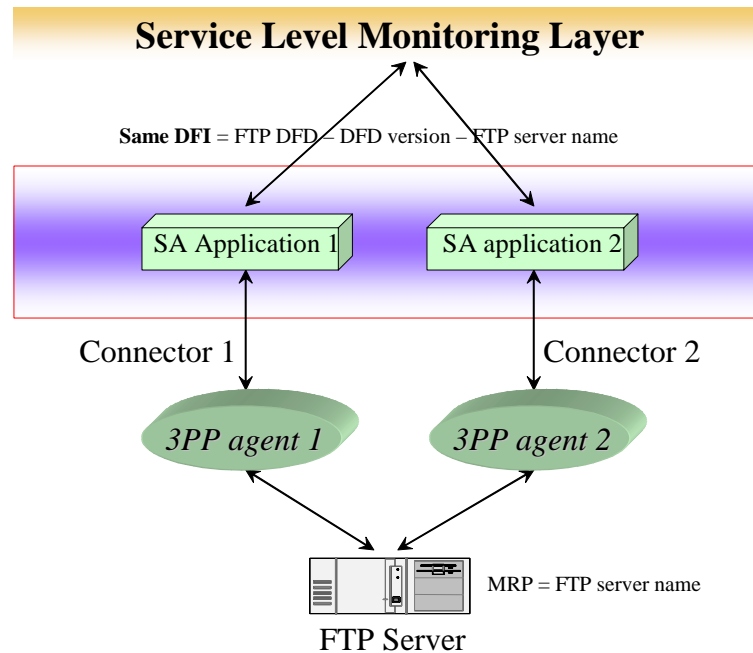 Service Level Monitoring Layer
Same DFI = FTP DFD – DFD version – FTP server name
SA Application 1
SA application 2
Connector 1
Connector 2
3PP agent 1
3PP agent 2
MRP = FTP server name
FTP Server